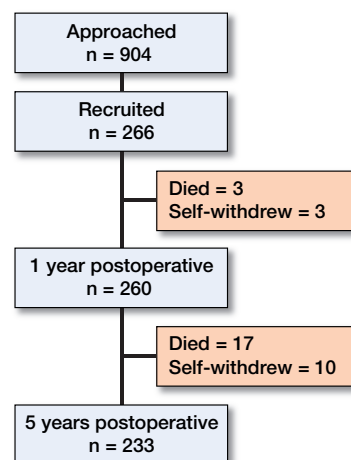 Approached
n = 904
Recruited
n = 266
Died = 3
Self-withdrew = 3
1 year postoperative
n = 260
Died = 17
Self-withdrew = 10
5 years postoperative
n = 233